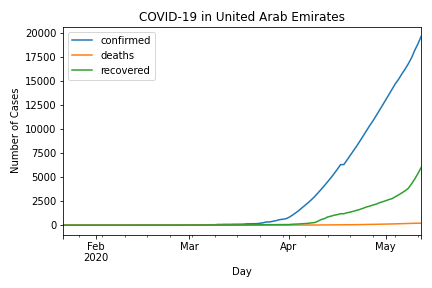 COVID-19 in United Arab Emirates
confirmed
deaths
recovered
Number of Cases
20000
17500
15000
12500
10000
7500
5000
2500
0
Feb
2020
Mar
Apr
May
Day